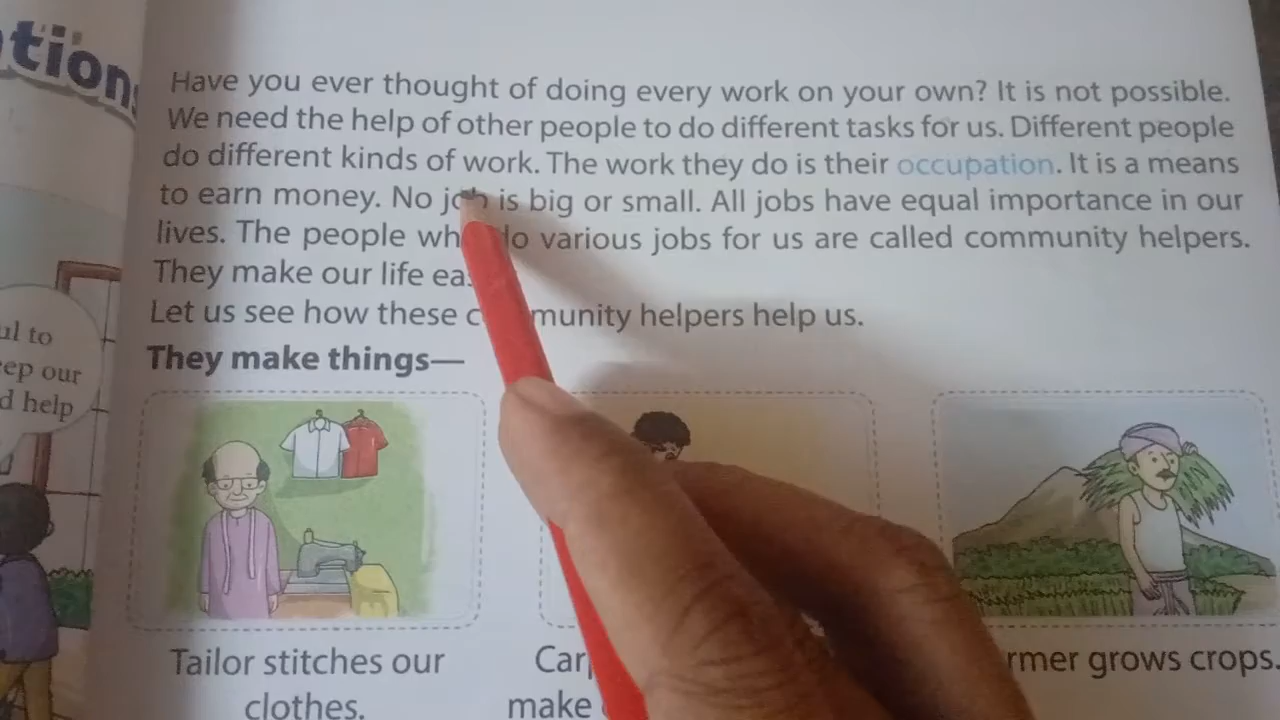 tion
Have you ever thought of doing every work on your own? It is not possible.
We need the help of other people to do different tasks for us. Different people
do different kinds of work. The work they do is their occupation. It is a means
to earn money. No job is big or small. All jobs have equal importance in our
lives. The people who do various jobs for us are called community helpers.
They make our life
Let us see how these community helpers help us.
They make things—
ul to
eep our
d help
Tailor stitches our
clothes.
make
rmer grows crops.